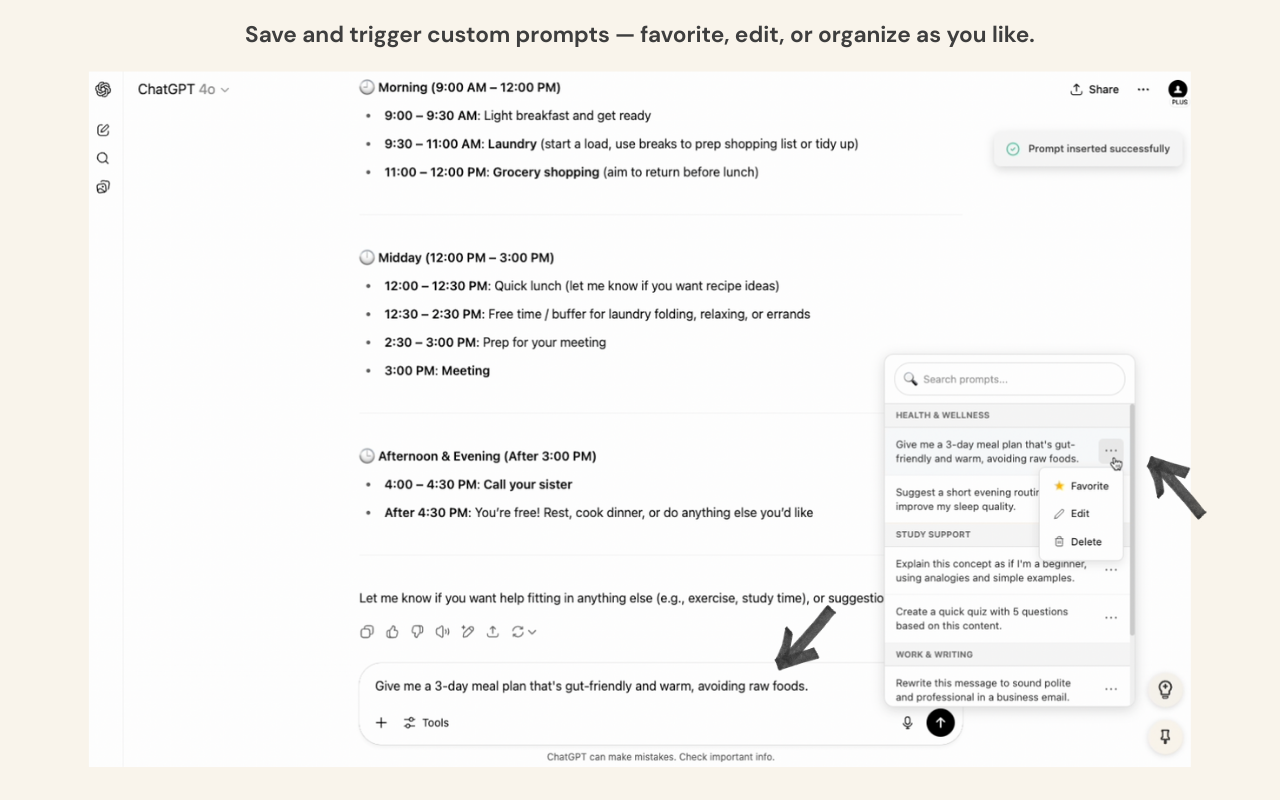 Save and trigger custom prompts — favorite, edit, or organize as you like.
ChatGPT 4o
Share
PLUS
Prompt inserted successfully
Morning (9:00 AM – 12:00 PM)
9:00 – 9:30 AM: Light breakfast and get ready
9:30 – 11:00 AM: Laundry (start a load, use breaks to prep shopping list or tidy up)
11:00 – 12:00 PM: Grocery shopping (aim to return before lunch)
Midday (12:00 PM – 3:00 PM)
12:00 – 12:30 PM: Quick lunch (let me know if you want recipe ideas)
12:30 – 2:30 PM: Free time / buffer for laundry folding, relaxing, or errands
2:30 – 3:00 PM: Prep for your meeting
3:00 PM: Meeting
Afternoon & Evening (After 3:00 PM)
4:00 – 4:30 PM: Call your sister
After 4:30 PM: You're free! Rest, cook dinner, or do anything else you'd like
Let me know if you want help fitting in anything else (e.g., exercise, study time), or suggestio
Give me a 3-day meal plan that's gut-friendly and warm, avoiding raw foods.
Tools
ChatGPT can make mistakes. Check important info.
Search prompts...
HEALTH & WELLNESS
Give me a 3-day meal plan that's gut-
friendly and warm, avoiding raw foods.
Favorite
Edit
Delete
Suggest a short evening routin
improve my sleep quality.
STUDY SUPPORT
Explain this concept as if I'm a beginner,
using analogies and simple examples.
Create a quick quiz with 5 questions
based on this content.
WORK & WRITING
Rewrite this message to sound polite
and professional in a business email.